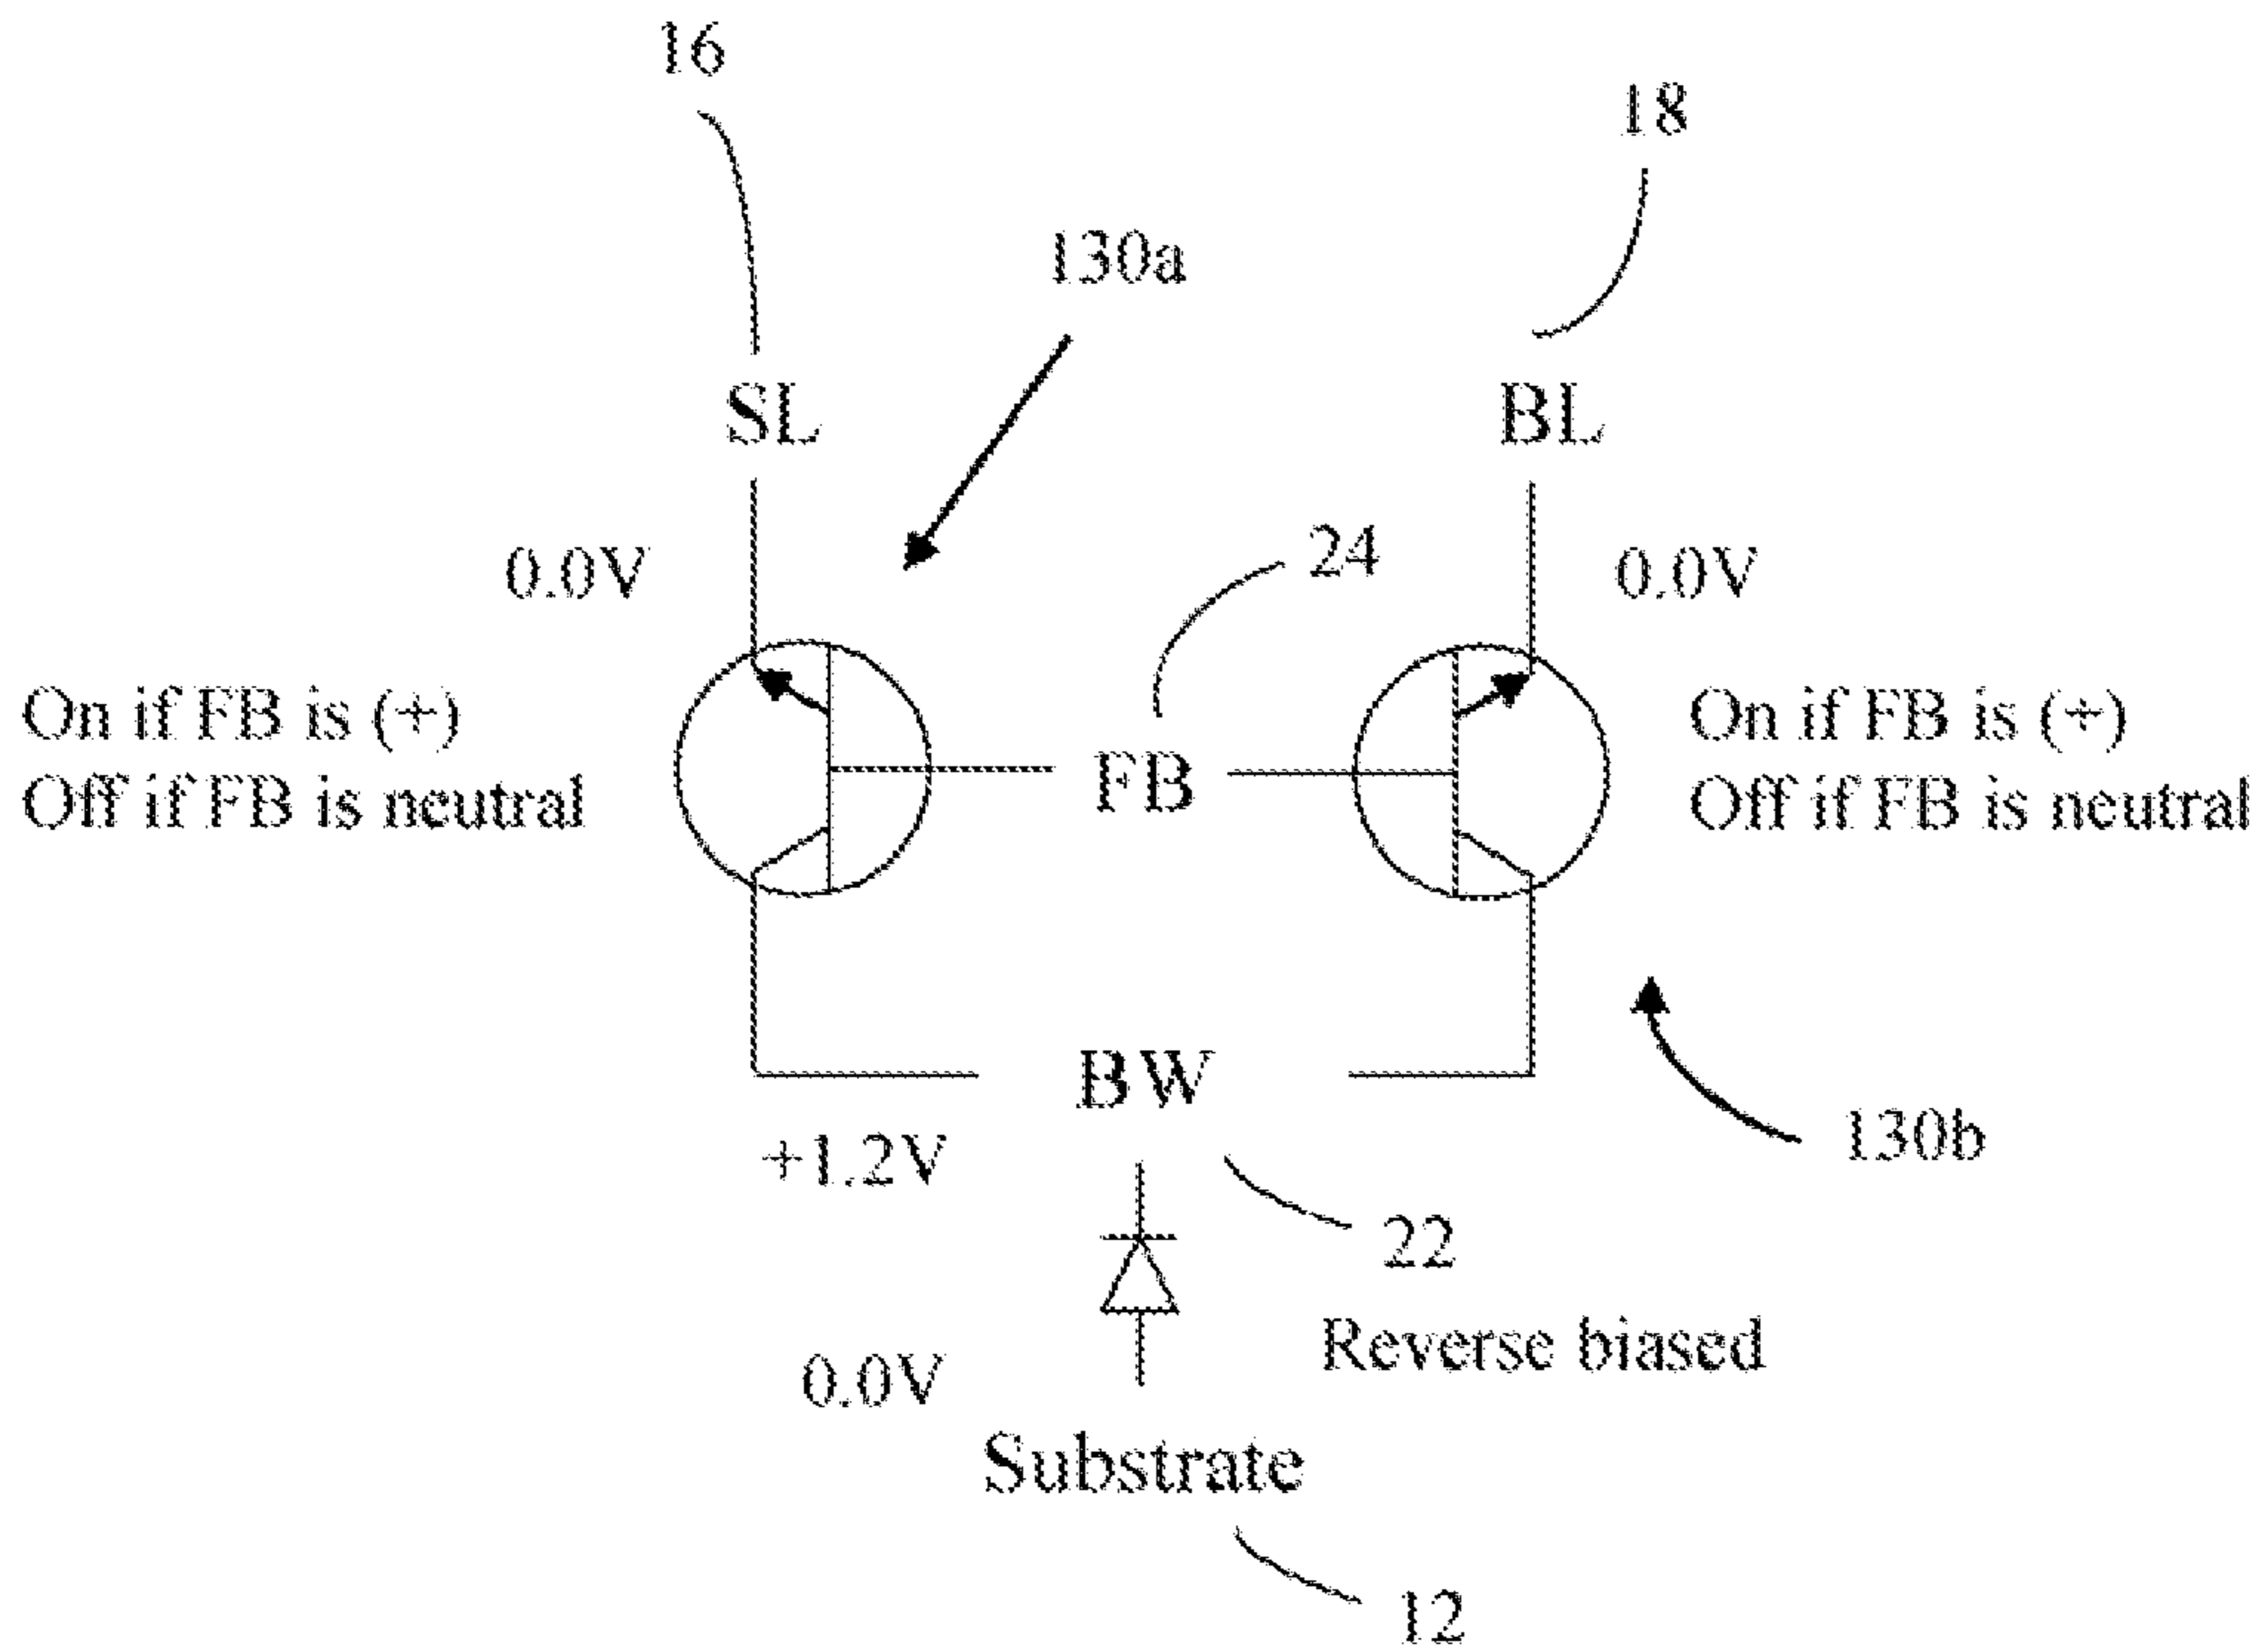 16
18
130a
SL
BL
24
0.0V
0.0V
On if FB is (+)
Off if FB is neutral
FB
On if FB is (+)
Off if FB is neutral
BW
+1.2V
130b
22
Reverse biased
0.0V
Substrate
12